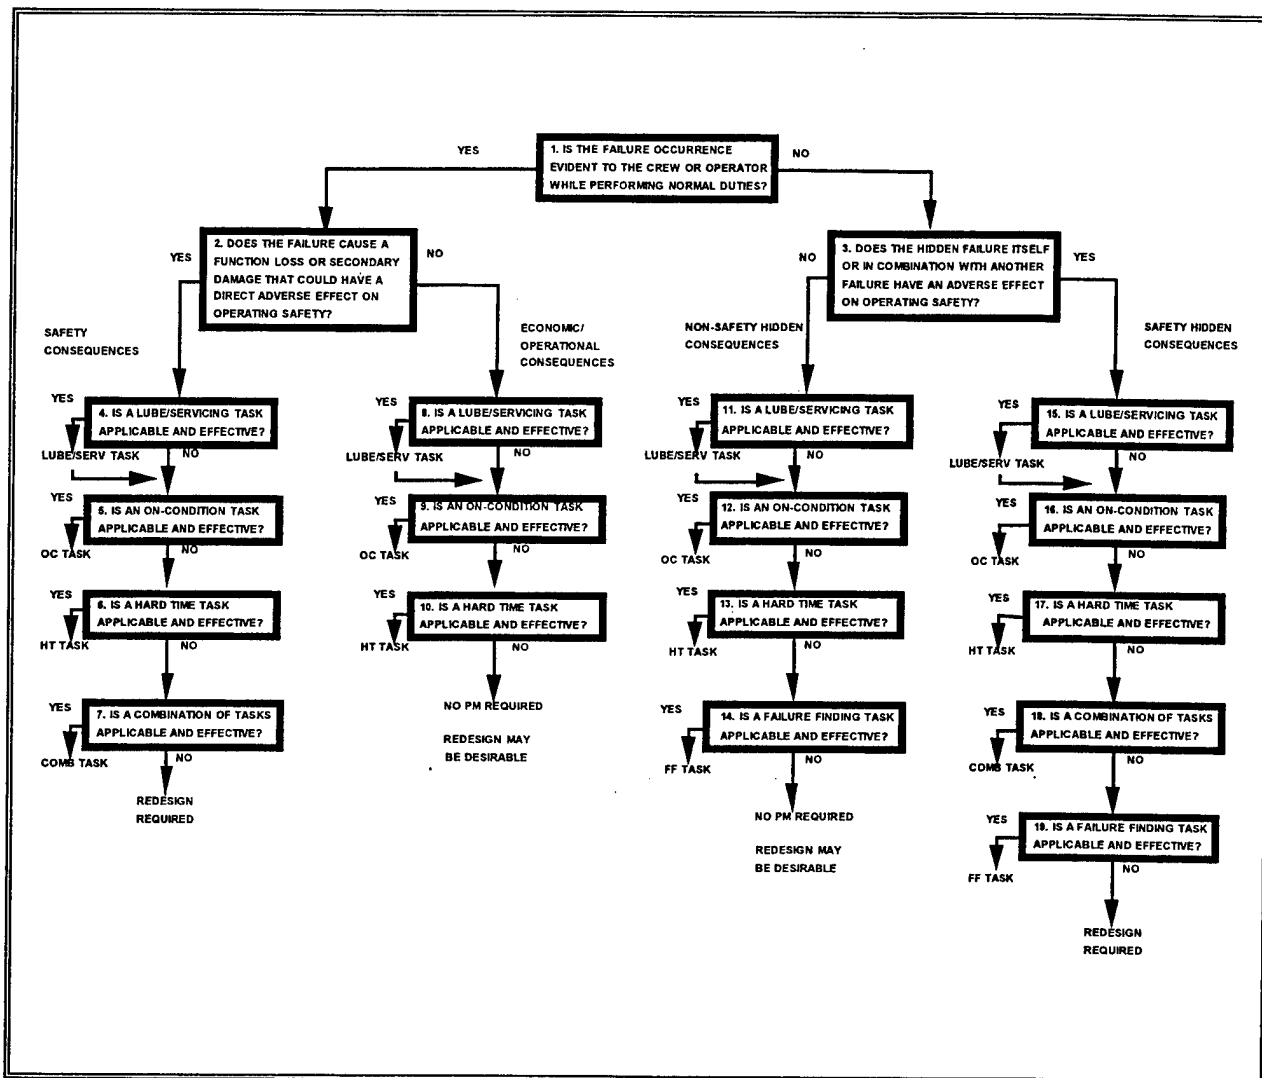 YES
1. IS THE FAILURE OCCURRENCE
EVIDENT TO THE CREW OR OPERATOR
WHILE PERFORMING NORMAL DUTIES?
NO
YES
2. DOES THE FAILURE CAUSE A
FUNCTION LOSS OR SECONDARY
DAMAGE THAT COULD HAVE A
DIRECT ADVERSE EFFECT ON
OPERATING SAFETY?
NO
NO
3. DOES THE HIDDEN FAILURE ITSELF
OR IN COMBINATION WITH ANOTHER
FAILURE HAVE AN ADVERSE EFFECT
ON OPERATING SAFETY?
YES
SAFETY
CONSEQUENCES
ECONOMIC/
OPERATIONAL
CONSEQUENCES
NON-SAFETY HIDDEN
CONSEQUENCES
SAFETY HIDDEN
CONSEQUENCES
YES
4. IS A LUBE/SERVICING TASK
APPLICABLE AND EFFECTIVE?
LUBE/SERV TASK
NO
YES
5. IS AN ON-CONDITION TASK
APPLICABLE AND EFFECTIVE?
OC TASK
NO
YES
6. IS A HARD TIME TASK
APPLICABLE AND EFFECTIVE?
HT TASK
NO
YES
7. IS A COMBINATION OF TASKS
APPLICABLE AND EFFECTIVE?
COMB TASK
NO
REDESIGN
REQUIRED
YES
8. IS A LUBE/SERVICING TASK
APPLICABLE AND EFFECTIVE?
LUBE/SERV TASK
NO
YES
9. IS AN ON-CONDITION TASK
APPLICABLE AND EFFECTIVE?
OC TASK
NO
YES
10. IS A HARD TIME TASK
APPLICABLE AND EFFECTIVE?
HT TASK
NO
NO PM REQUIRED
REDESIGN MAY
BE DESIRABLE
YES
11. IS A LUBE/SERVICING TASK
APPLICABLE AND EFFECTIVE?
LUBE/SERV TASK
NO
YES
12. IS AN ON-CONDITION TASK
APPLICABLE AND EFFECTIVE?
OC TASK
NO
YES
13. IS A HARD TIME TASK
APPLICABLE AND EFFECTIVE?
HT TASK
NO
YES
14. IS A FAILURE FINDING TASK
APPLICABLE AND EFFECTIVE?
FF TASK
NO
NO PM REQUIRED
REDESIGN MAY
BE DESIRABLE
YES
15. IS A LUBE/SERVICING TASK
APPLICABLE AND EFFECTIVE?
LUBE/SERV TASK
NO
YES
16. IS AN ON-CONDITION TASK
APPLICABLE AND EFFECTIVE?
OC TASK
NO
YES
17. IS A HARD TIME TASK
APPLICABLE AND EFFECTIVE?
HT TASK
NO
YES
18. IS A COMBINATION OF TASKS
APPLICABLE AND EFFECTIVE?
COMB TASK
NO
YES
19. IS A FAILURE FINDING TASK
APPLICABLE AND EFFECTIVE?
FF TASK
NO
REDESIGN
REQUIRED